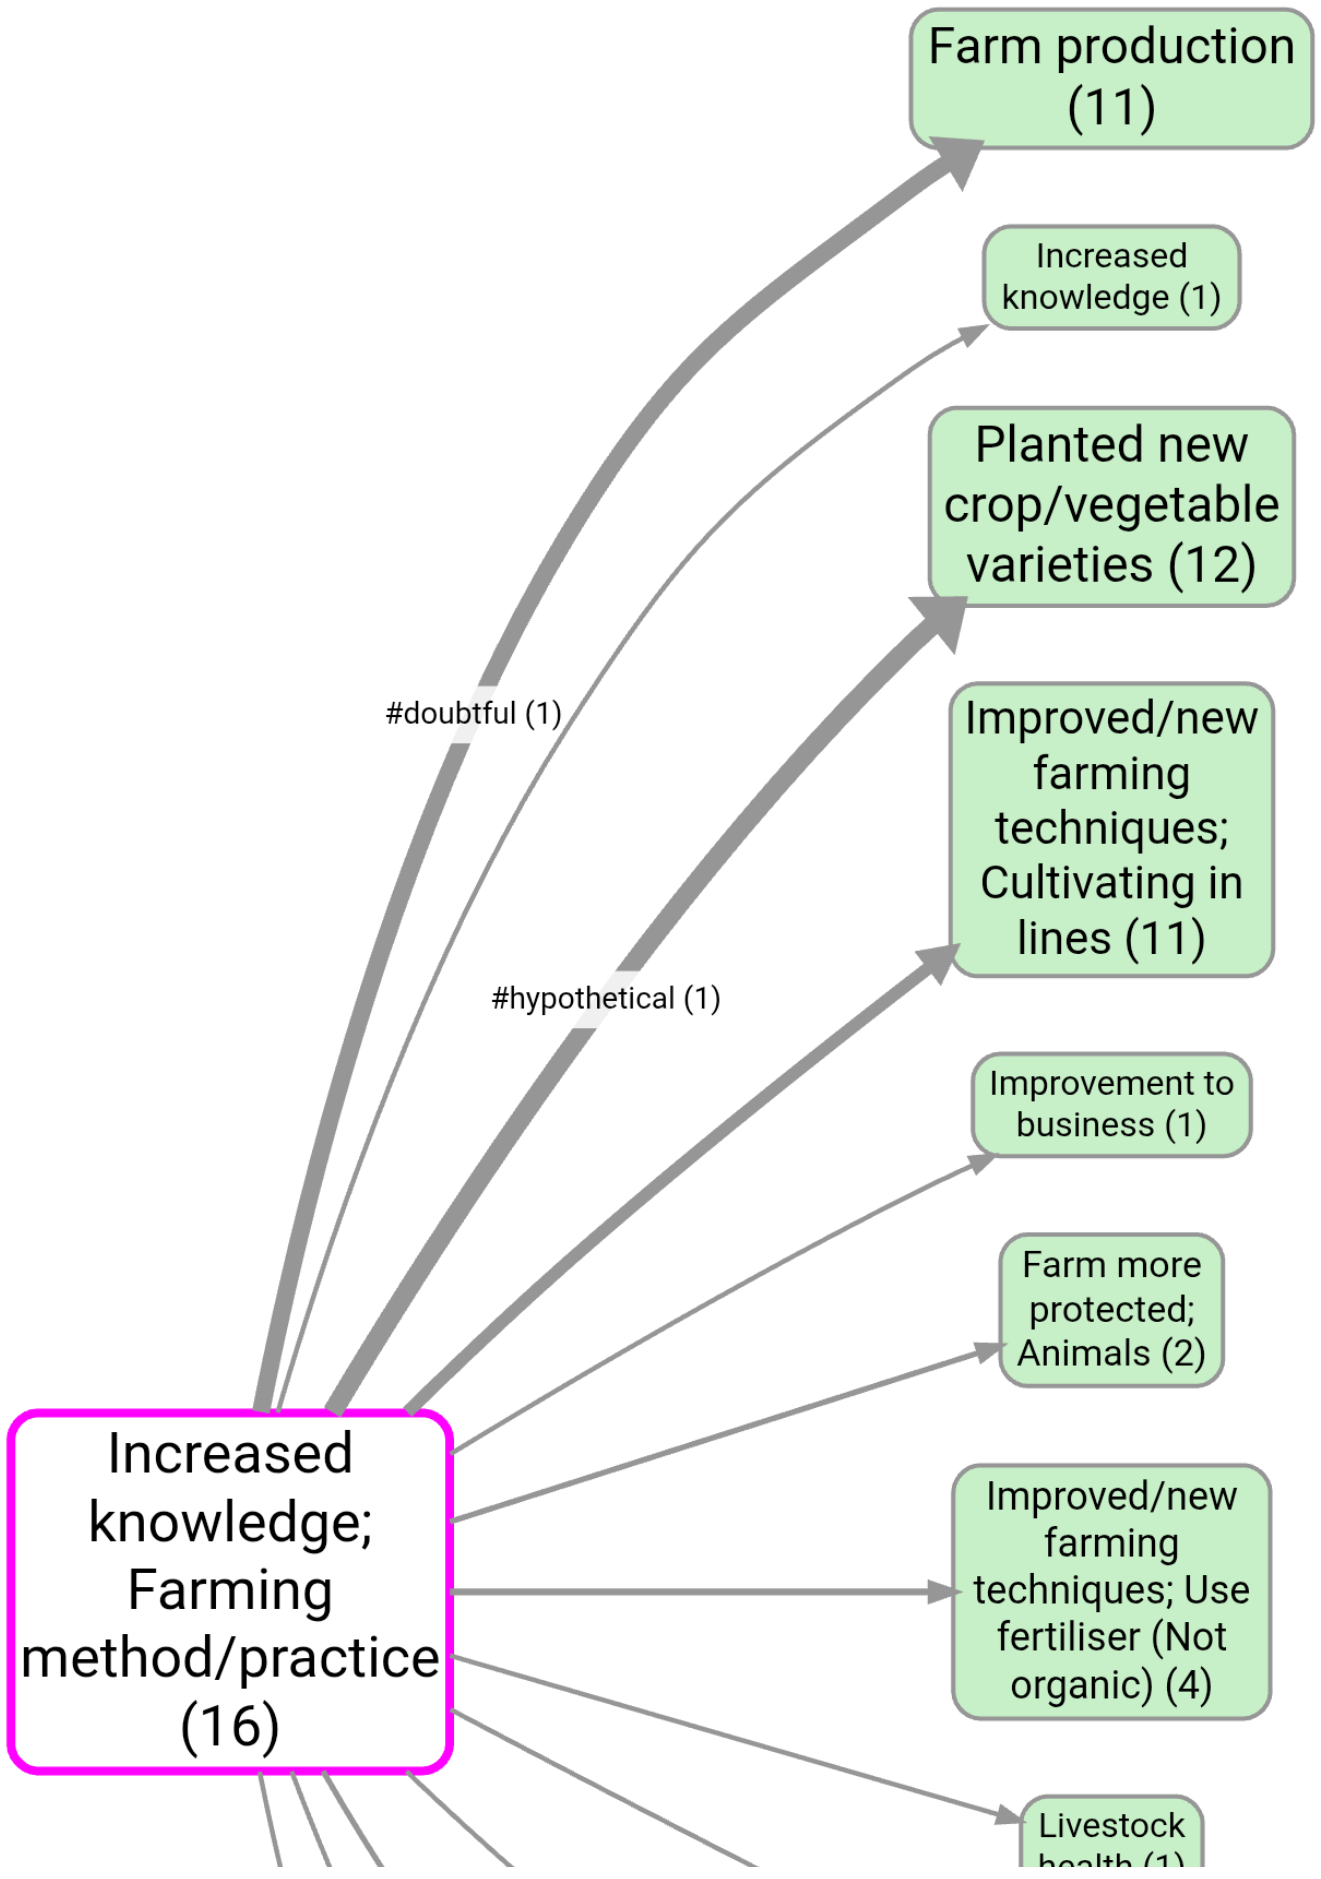 Farm production
(11)
Increased
knowledge (1)
Planted new
crop/vegetable
varieties (12)
#doubtful (1)
Improved/new
farming
techniques;
Cultivating in
lines (11)
#hypothetical (1)
Improvement to
business (1)
Farm more
protected;
Animals (2)
Increased
knowledge;
Farming
method/practice
(16)
Improved/new
farming
techniques; Use
fertiliser (Not
organic) (4)
Livestock
health (1)